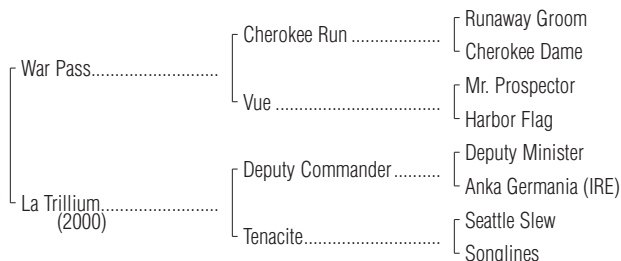 Runaway Groom
Cherokee Run ....................
Cherokee Dame
War Pass............................
Mr. Prospector
Vue .....................................
Harbor Flag
Deputy Minister
Deputy Commander..........
Anka Germania (IRE)
La Trillium..........................
(2000)
Seattle Slew
Tenacite..............................
Songlines